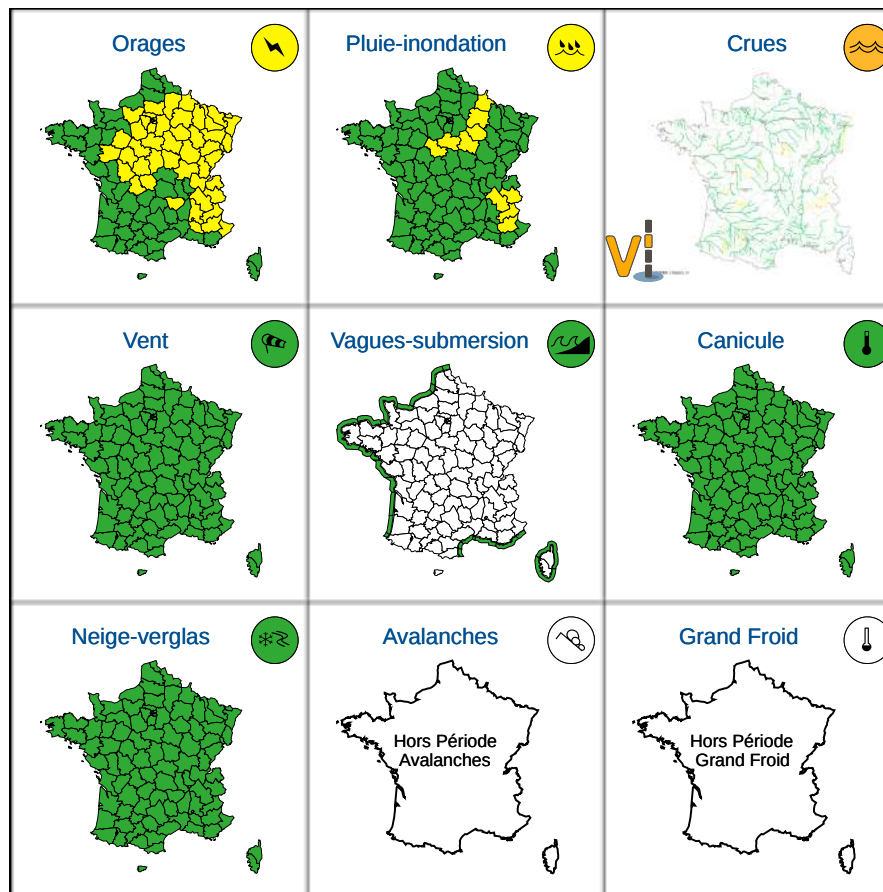 Orages
Pluie-inondation
Crues
Vi
Vent
Vagues-submersion
Canicule
Neige-verglas
Avalanches
Grand Froid
Hors Période
Avalanches
Hors Période
Grand Froid